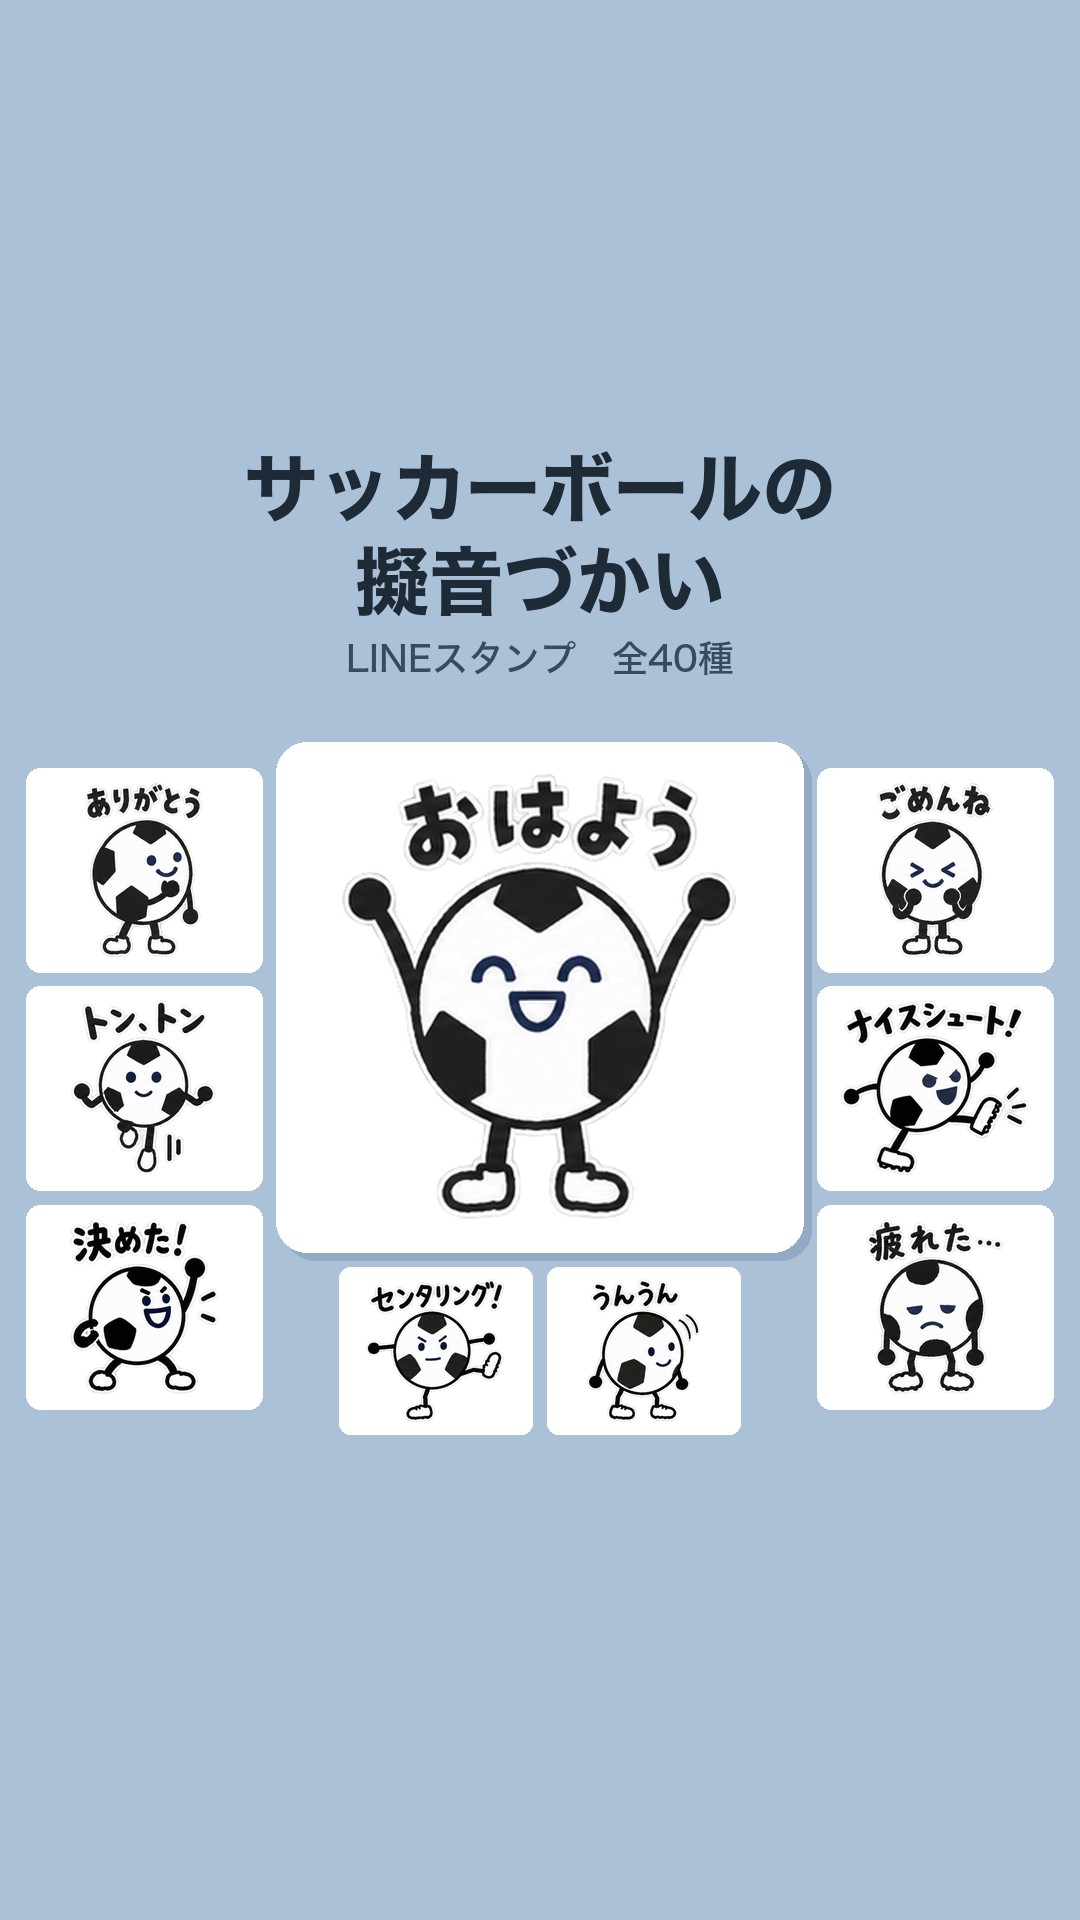 サッカーボールの
擬音づかい
LINEスタンプ　全40種
ありがとう
おはよう
ごめんね
トン、トン
ナイスシュート!
決めた!
疲れた…
センタリング!
うんうん